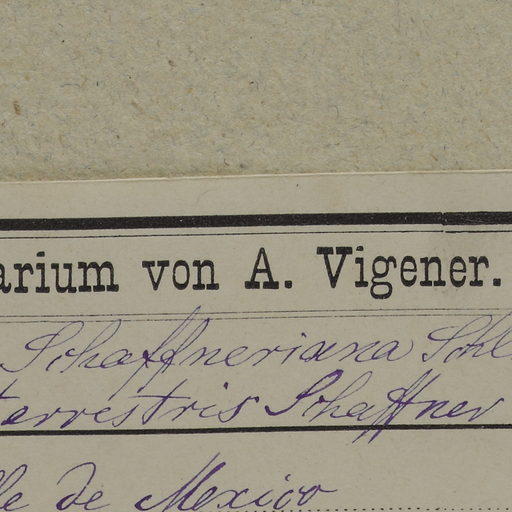 arium von A. Vigener.
Schaffneriana Schl
terrestris Schaffner
lle de Mexico